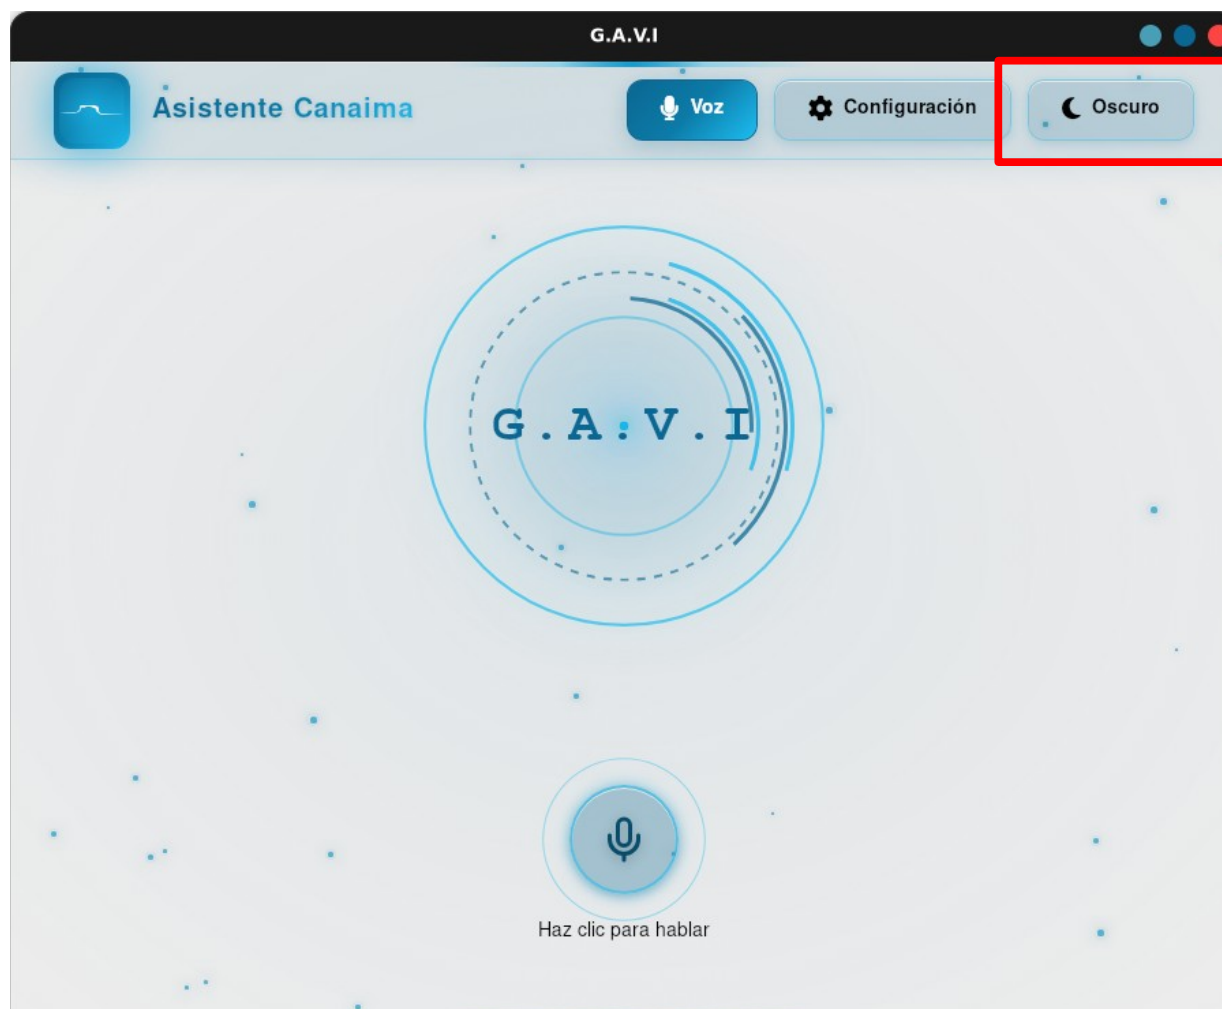 G.A.V.I
Asistente Canaima
Voz
Configuración
Oscuro
G.A.V.I
Haz clic para hablar